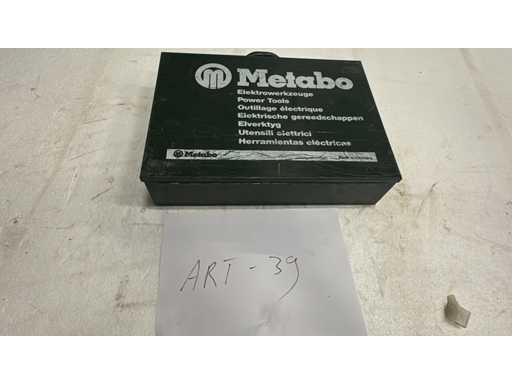 Metabo
Elektrowerkzeuge
Power Tools
Outillage électrique
Elektrische gereedschappen
Elverktyg
Utensili elettrici
Herramientas eléctricas
Metabo
ART-39